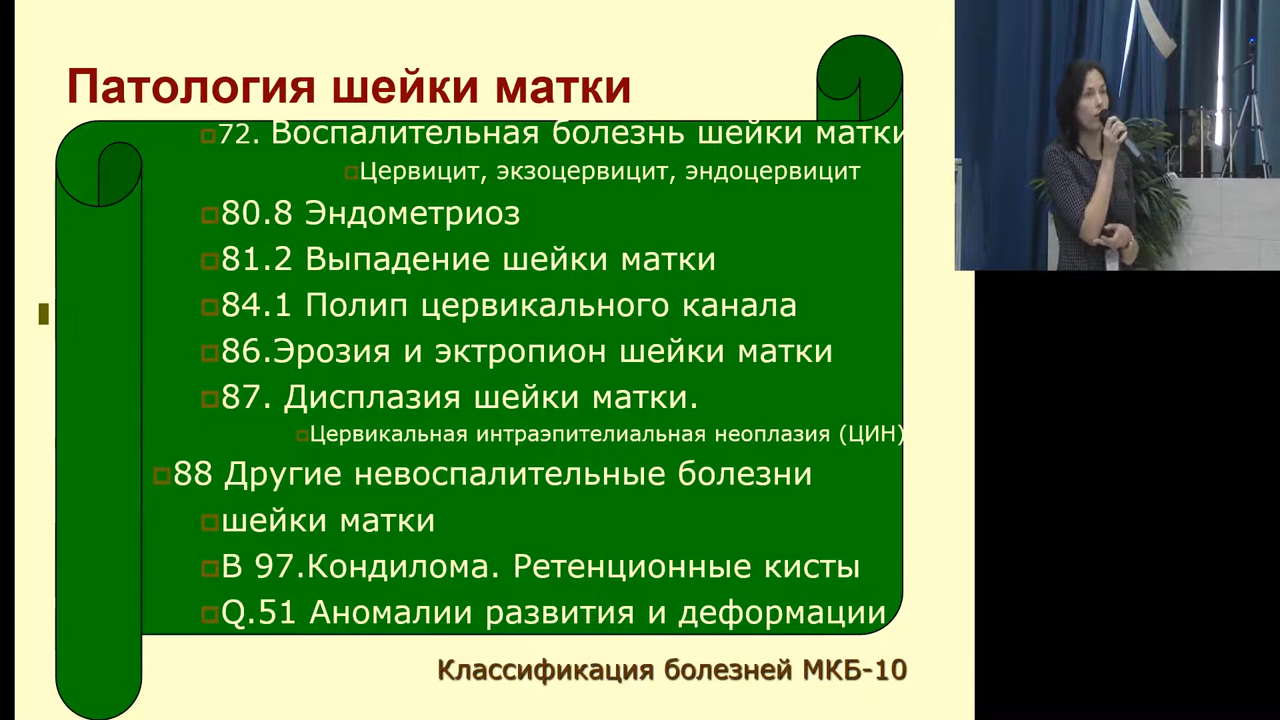 Патология шейки матки
72. Воспалительная болезнь шейки матки
Цервицит, экзоцервицит, эндоцервицит
80.8 Эндометриоз
81.2 Выпадение шейки матки
84.1 Полип цервикального канала
86.Эрозия и эктропион шейки матки
87. Дисплазия шейки матки.
Цервикальная интраэпителиальная неоплазия (ЦИН)
88 Другие невоспалительные болезни
шейки матки
В 97.Кондилома. Ретенционные кисты
Q.51 Аномалии развития и деформации
Классификация болезней МКБ-10